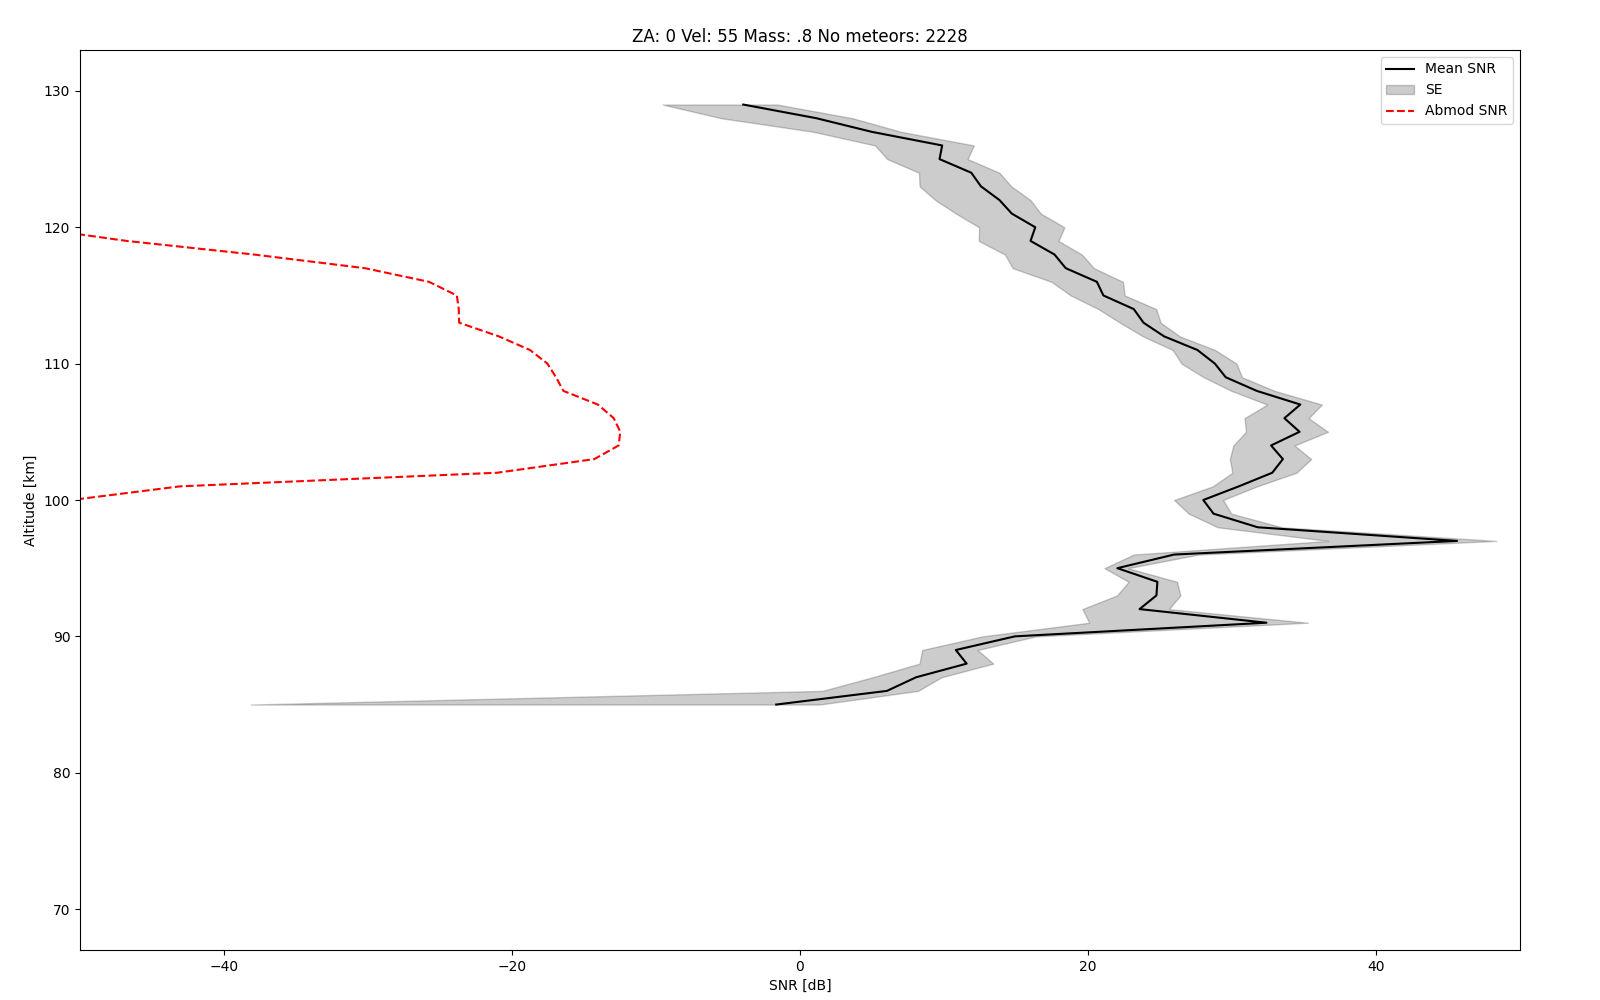 ZA: 0 Vel: 55 Mass: .8 No meteors: 2228
Mean SNR
SE
Abmod SNR
130
120
110
100
90
80
70
Altitude [km]
−40
−20
0
20
40
SNR [dB]